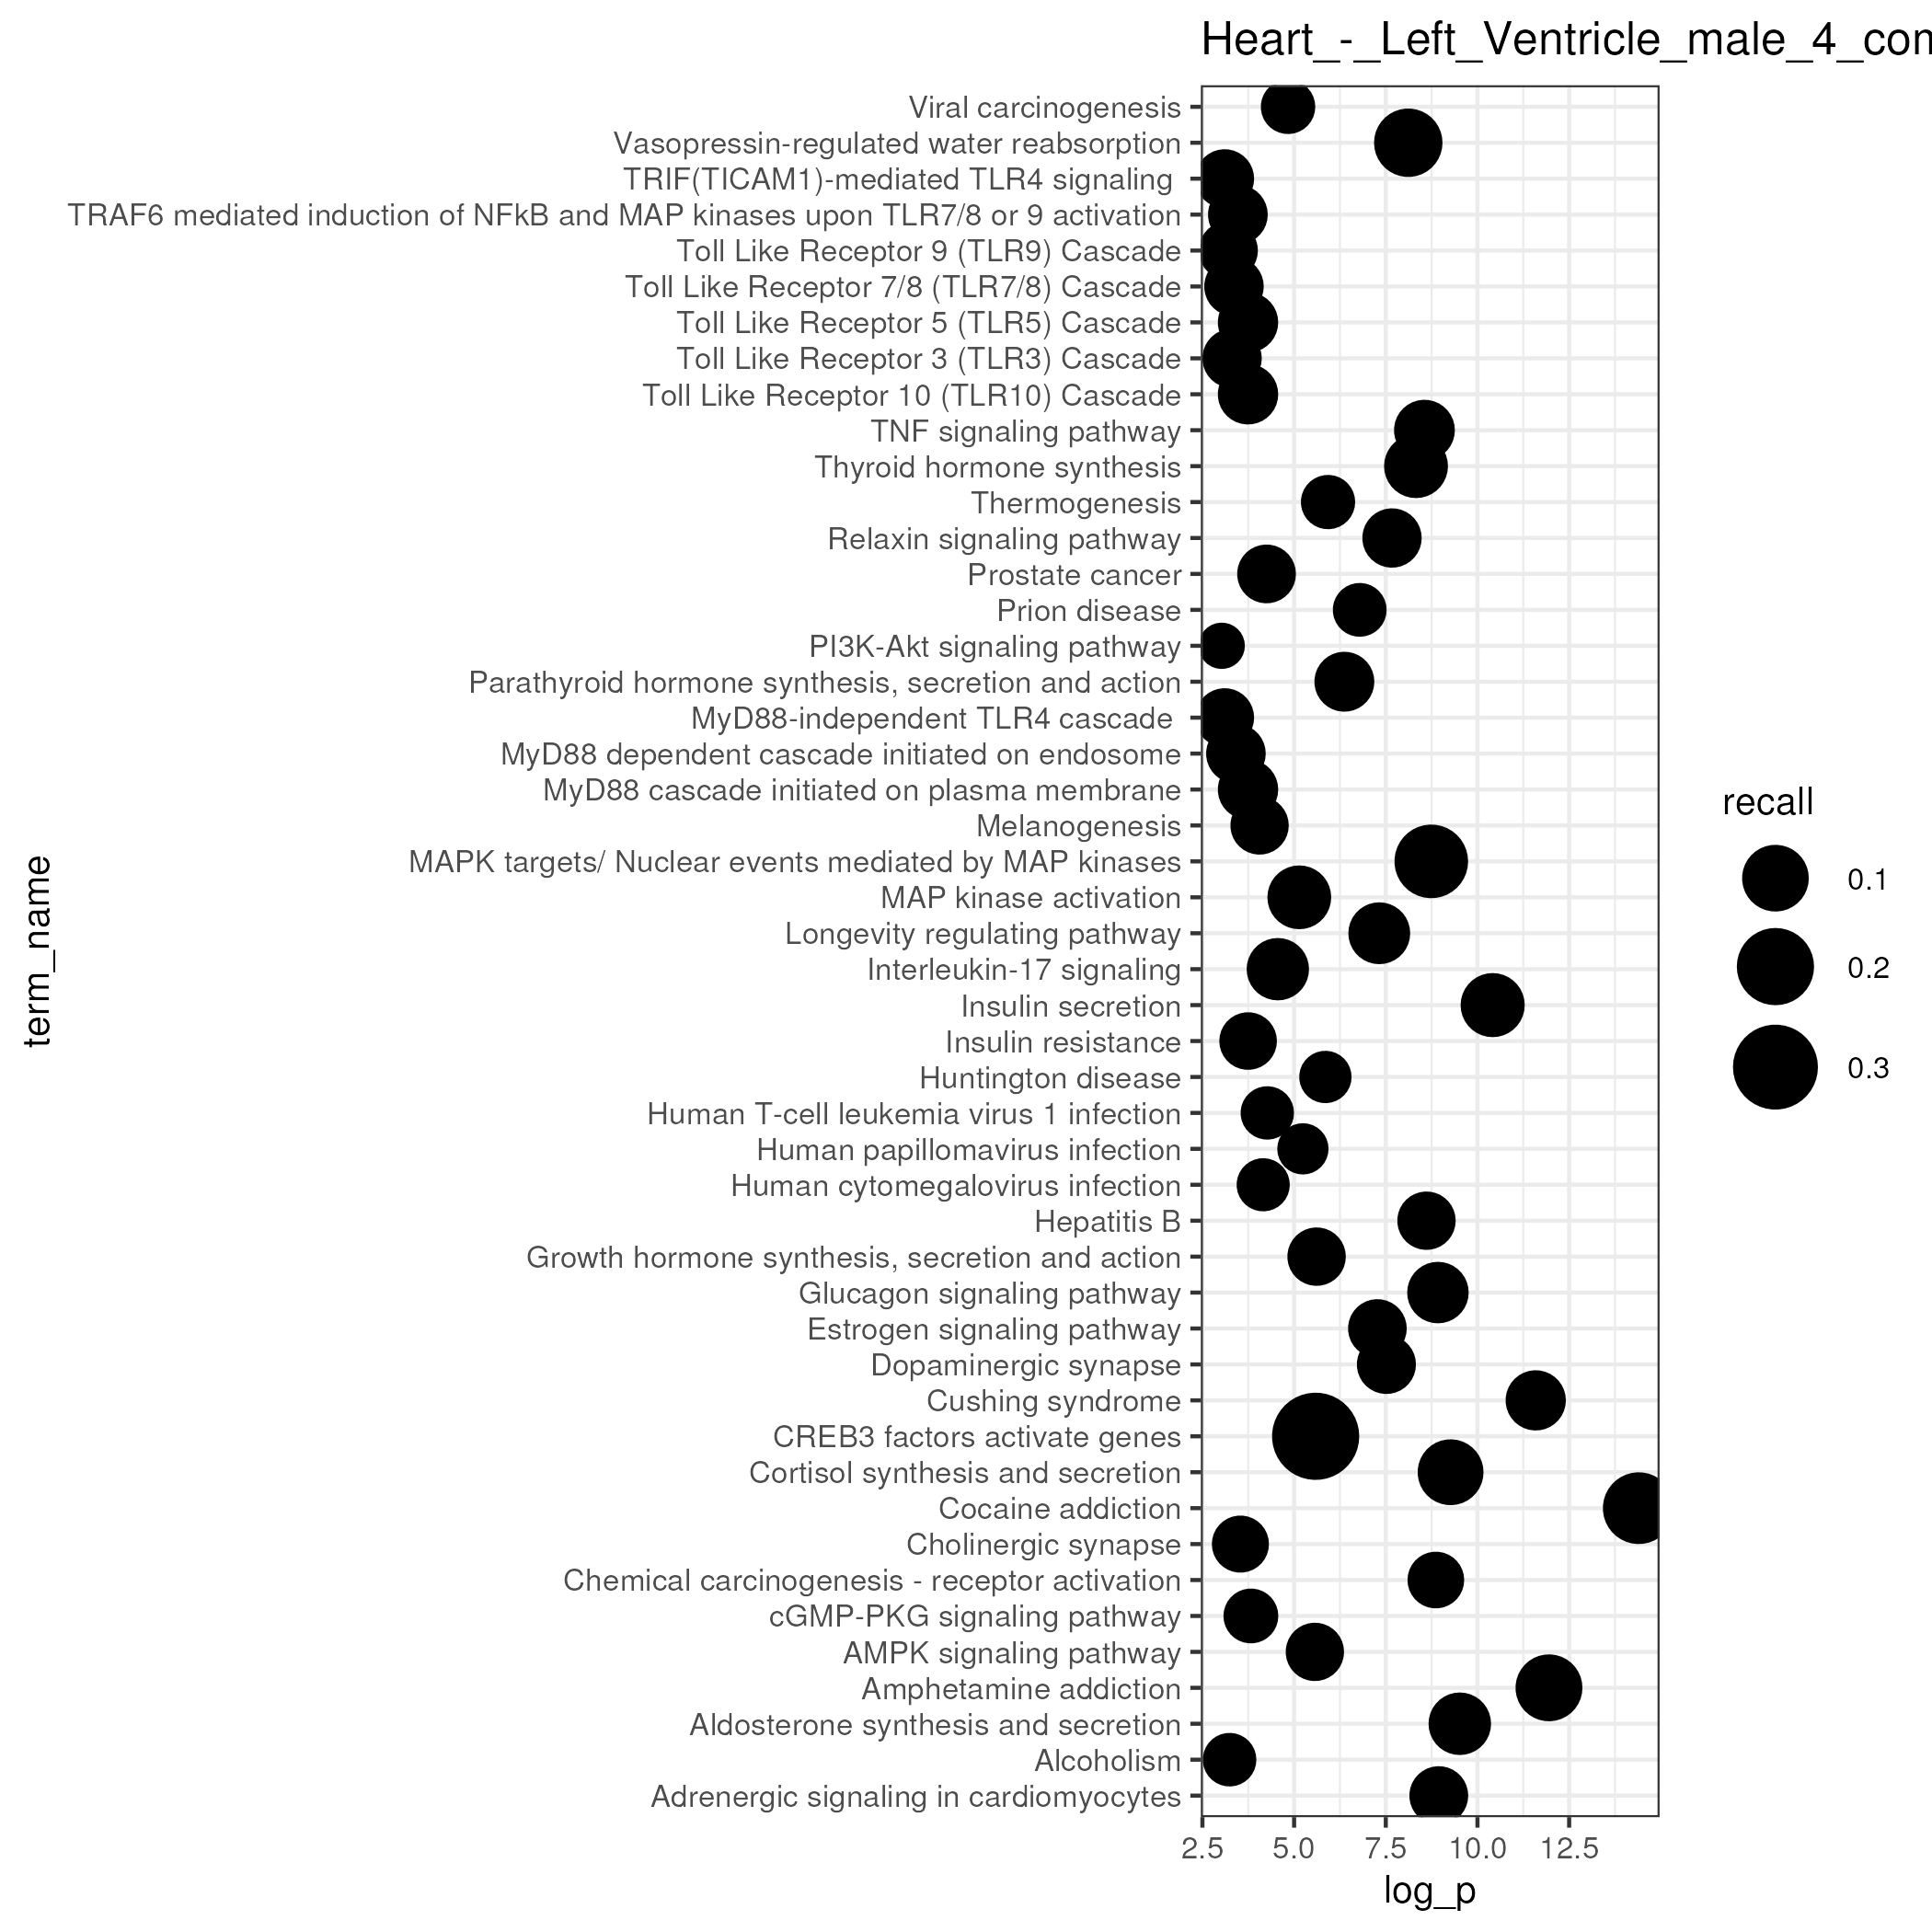 Heart_-_Left_Ventricle_male_4_con
Viral carcinogenesis
Vasopressin-regulated water reabsorption
TRIF(TICAM1)-mediated TLR4 signaling
TRAF6 mediated induction of NFkB and MAP kinases upon TLR7/8 or 9 activation
Toll Like Receptor 9 (TLR9) Cascade
Toll Like Receptor 7/8 (TLR7/8) Cascade
Toll Like Receptor 5 (TLR5) Cascade
Toll Like Receptor 3 (TLR3) Cascade
Toll Like Receptor 10 (TLR10) Cascade
TNF signaling pathway
Thyroid hormone synthesis
Thermogenesis
Relaxin signaling pathway
Prostate cancer
Prion disease
PI3K-Akt signaling pathway
Parathyroid hormone synthesis, secretion and action
MyD88-independent TLR4 cascade
MyD88 dependent cascade initiated on endosome
MyD88 cascade initiated on plasma membrane
Melanogenesis
MAPK targets/ Nuclear events mediated by MAP kinases
MAP kinase activation
Longevity regulating pathway
Interleukin-17 signaling
Insulin secretion
Insulin resistance
Huntington disease
Human T-cell leukemia virus 1 infection
Human papillomavirus infection
Human cytomegalovirus infection
Hepatitis B
Growth hormone synthesis, secretion and action
Glucagon signaling pathway
Estrogen signaling pathway
Dopaminergic synapse
Cushing syndrome
CREB3 factors activate genes
Cortisol synthesis and secretion
Cocaine addiction
Cholinergic synapse
Chemical carcinogenesis - receptor activation
cGMP-PKG signaling pathway
AMPK signaling pathway
Amphetamine addiction
Aldosterone synthesis and secretion
Alcoholism
Adrenergic signaling in cardiomyocytes
2.5 5.0 7.5 10.0 12.5
log_p
term_name
recall
0.1
0.2
0.3